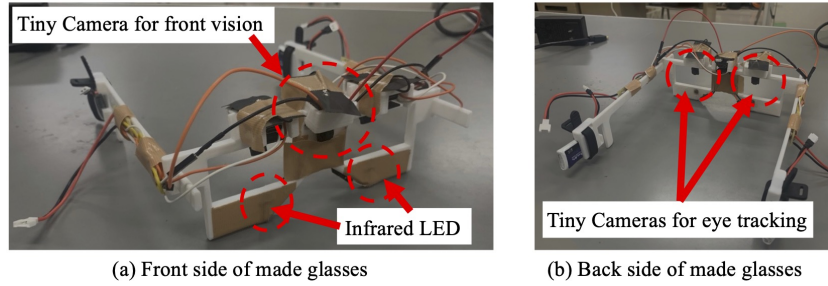 Tiny Camera for front vision
Infrared LED
Tiny Cameras for eye tracking
(a) Front side of made glasses
(b) Back side of made glasses